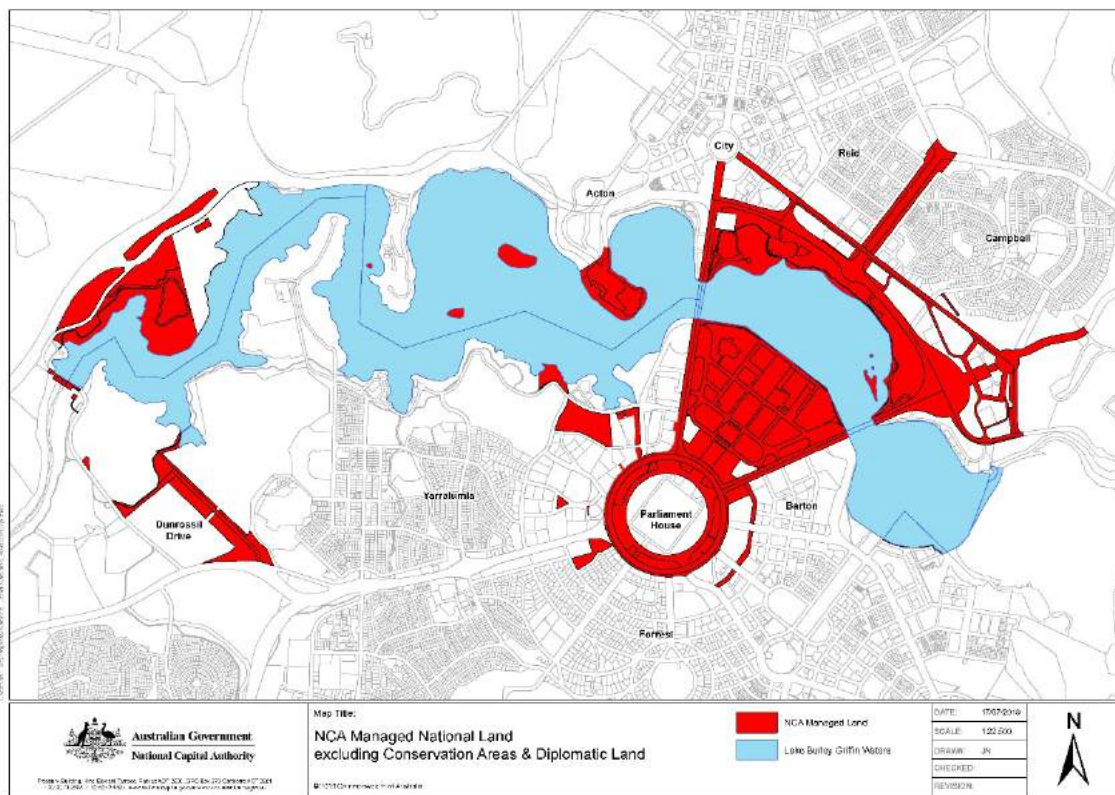 City
Reid
Acton
Campbell
Yarralumla
Parliament
House
Barton
Dunrossil
Drive
Forrest
Australian Government
National Capital Authority
Map Title:
NCA Managed National Land
excluding Conservation Areas & Diplomatic Land
NCA Managed Land
Lake Burley Griffin Waters
DATE:
SCALE:
DRAWN: JN
CHECKED:
REVISION:
N